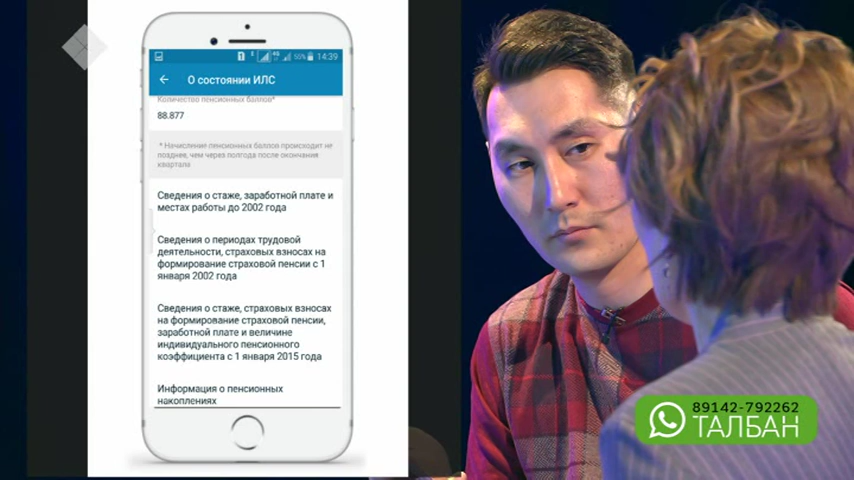 4G 50% 14:39
О состоянии ИЛС
Количество пенсионных баллов*
88.877
* Начисление пенсионных баллов происходит не
позднее, чем через полгода после окончания
квартала
Сведения о стаже, заработной плате и
местах работы до 2002 года
Сведения о периодах трудовой
деятельности, страховых взносах на
формирование страховой пенсии с 1
января 2002 года
Сведения о стаже, страховых взносах
на формирование страховой пенсии,
заработной плате и величине
индивидуального пенсионного
коэффициента с 1 января 2015 года
Информация о пенсионных
накоплениях
89142-792262
ТАЛБАН